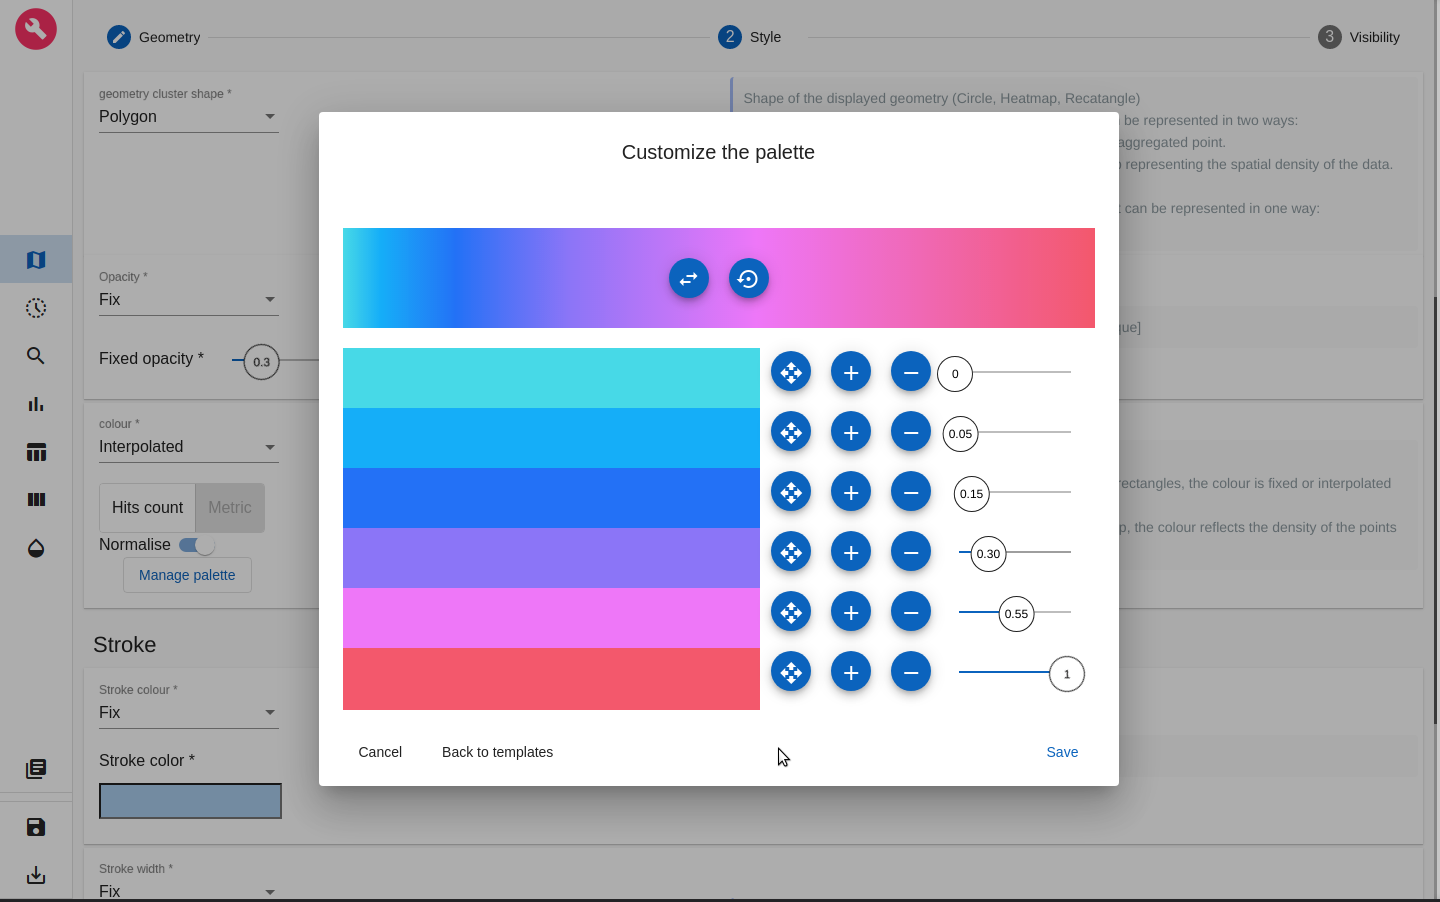 Geometry
2 Style
3 Visibility
geometry cluster shape *
Polygon
Shape of the displayed geometry (Circle, Heatmap, Recatangle)
be represented in two ways:
aggregated point.
representing the spatial density of the data.
can be represented in one way:
Customize the palette
Opacity *
Fix
Fixed opacity *
0.3
colour *
Interpolated
rectangles, the colour is fixed or interpolated
Hits count
Metric
the colour reflects the density of the points
Normalise
Manage palette
0
0.05
0.15
0.30
0.55
1
Cancel
Back to templates
Save
Stroke
Stroke colour *
Fix
Stroke color *
Stroke width *
Fix